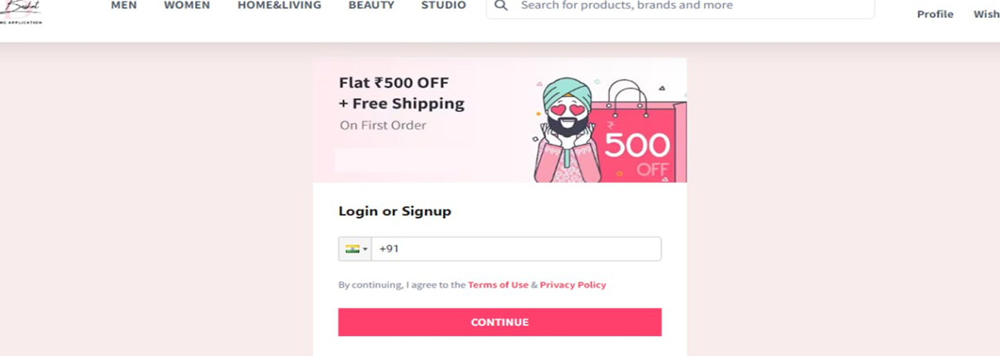 MEN WOMEN HOME&LIVING BEAUTY STUDIO Search for products, brands and more
Profile Wish
NG APPLICATION
Flat ₹500 OFF
+ Free Shipping
On First Order
₹
500
OFF
Login or Signup
+91
By continuing, I agree to the Terms of Use & Privacy Policy
CONTINUE